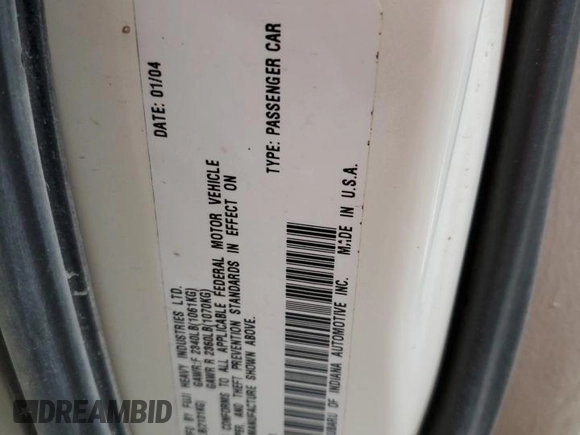 DATE: 01/04
MFG BY FUJI HEAVY INDUSTRIES LTD.
GAWR:F 2340LB(1061KG)
GAWR R 2360LB(1070KG)
CONFORMS TO ALL APPLICABLE FEDERAL MOTOR VEHICLE
AND THEFT PREVENTION STANDARDS IN EFFECT ON
MANUFACTURE SHOWN ABOVE.
TYPE: PASSENGER CAR
OF INDIANA AUTOMOTIVE INC. MADE IN U.S.A.
DREAMBID